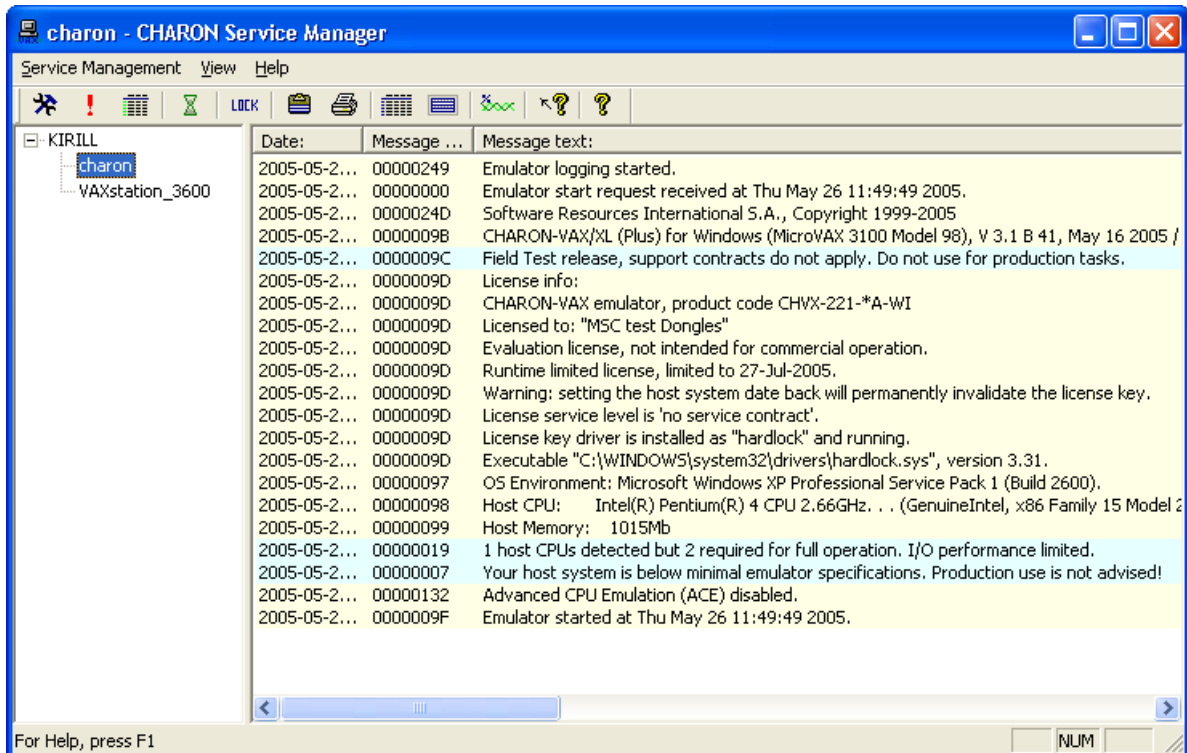 charon - CHARON Service Manager
Service Management View Help
LOCK
KIRILL
charon
VAXstation_3600
Date: Message ... Message text:
2005-05-2... 00000249 Emulator logging started.
2005-05-2... 00000000 Emulator start request received at Thu May 26 11:49:49 2005.
2005-05-2... 0000024D Software Resources International S.A., Copyright 1999-2005
2005-05-2... 0000009B CHARON-VAX/XL (Plus) for Windows (MicroVAX 3100 Model 98), V 3.1 B 41, May 16 2005 /
2005-05-2... 0000009C Field Test release, support contracts do not apply. Do not use for production tasks.
2005-05-2... 0000009D License info:
2005-05-2... 0000009D CHARON-VAX emulator, product code CHVX-221-*A-WI
2005-05-2... 0000009D Licensed to: "MSC test Dongles"
2005-05-2... 0000009D Evaluation license, not intended for commercial operation.
2005-05-2... 0000009D Runtime limited license, limited to 27-Jul-2005.
2005-05-2... 0000009D Warning: setting the host system date back will permanently invalidate the license key.
2005-05-2... 0000009D License service level is 'no service contract'.
2005-05-2... 0000009D License key driver is installed as "hardlock" and running.
2005-05-2... 0000009D Executable "C:\WINDOWS\system32\drivers\hardlock.sys", version 3.31.
2005-05-2... 00000097 OS Environment: Microsoft Windows XP Professional Service Pack 1 (Build 2600).
2005-05-2... 00000098 Host CPU: Intel(R) Pentium(R) 4 CPU 2.66GHz. . . (GenuineIntel, x86 Family 15 Model 2
2005-05-2... 00000099 Host Memory: 1015Mb
2005-05-2... 00000019 1 host CPUs detected but 2 required for full operation. I/O performance limited.
2005-05-2... 00000007 Your host system is below minimal emulator specifications. Production use is not advised!
2005-05-2... 00000132 Advanced CPU Emulation (ACE) disabled.
2005-05-2... 0000009F Emulator started at Thu May 26 11:49:49 2005.
For Help, press F1 NUM